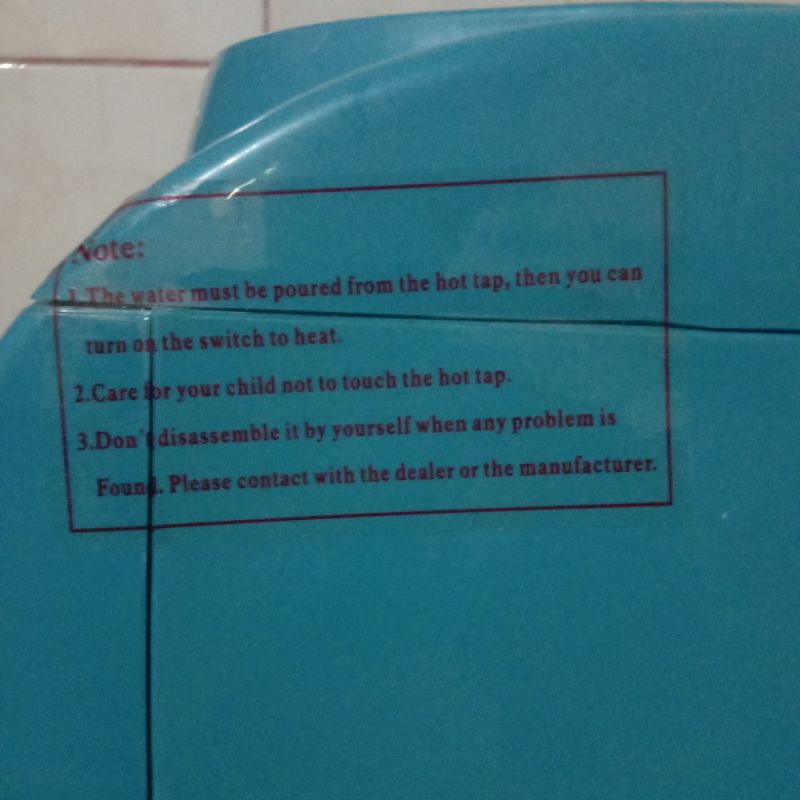 Note:
1.The water must be poured from the hot tap, then you can
turn on the switch to heat.
2.Care for your child not to touch the hot tap.
3.Don't disassemble it by yourself when any problem is
Found. Please contact with the dealer or the manufacturer.